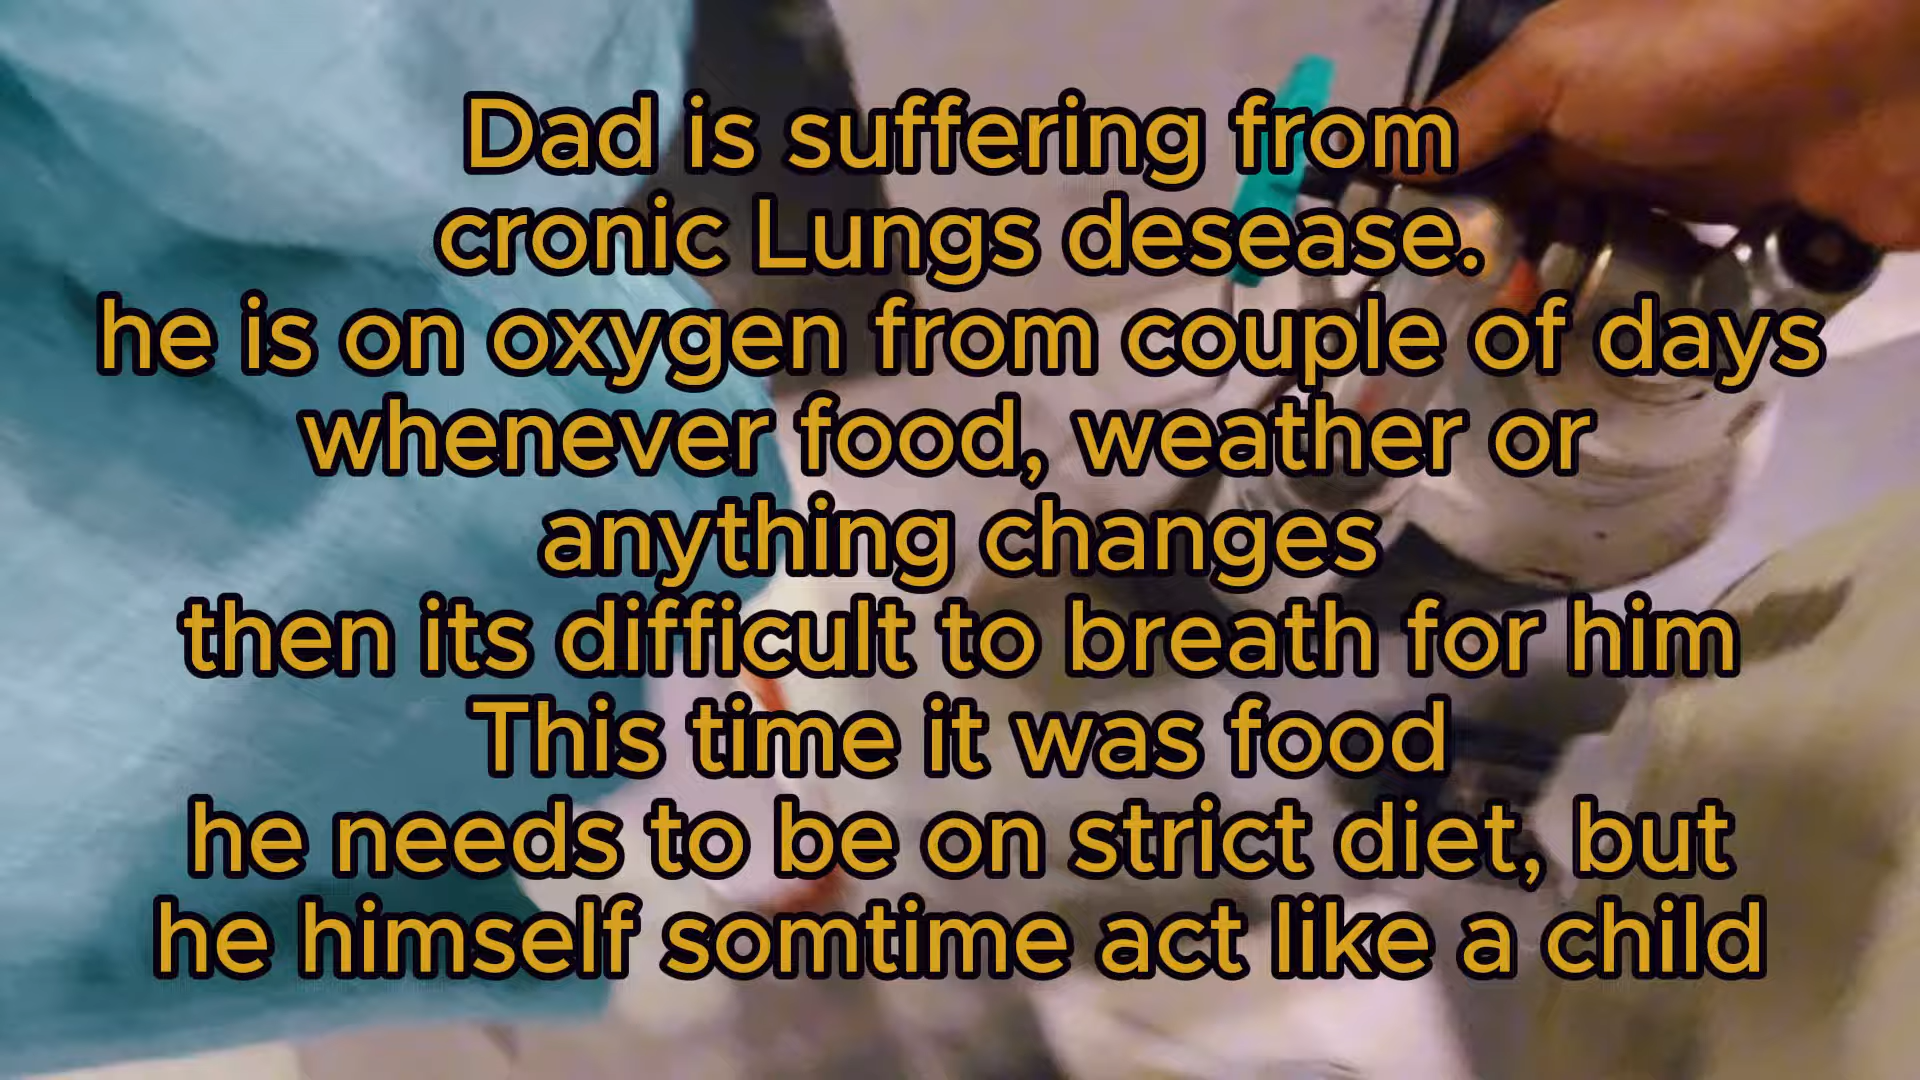 Dad is suffering from
cronic Lungs desease.
he is on oxygen from couple of days
whenever food, weather or
anything changes
then its difficult to breath for him
This time it was food
he needs to be on strict diet, but
he himself somtime act like a child